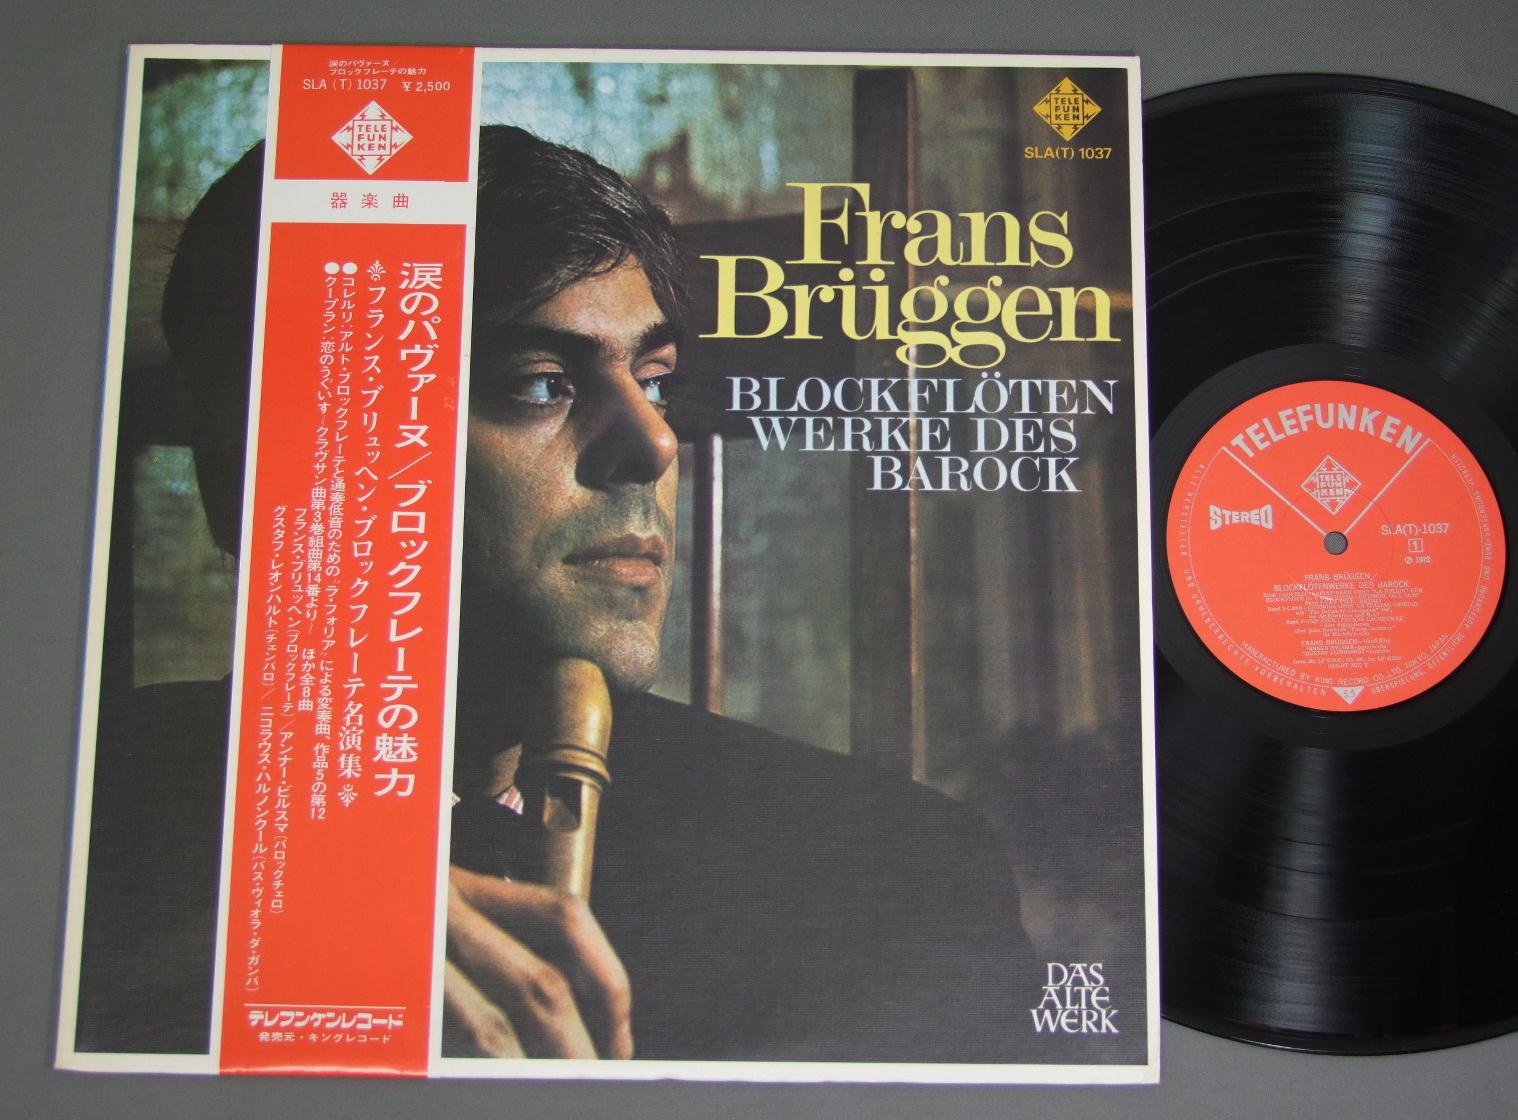 涙のパヴァーヌ/
ブロックフレーテの魅力
SLA (T) 1037 ¥ 2,500
TELE
FUN
KEN
器楽曲
涙のパヴァーヌ/ブロックフレーテの魅力
フランス・ブリュッヘン・ブロックフレーテ名演集
●コレルリ:アルト・ブロックフレーテと通奏低音のための〝ラ・フォリア〟による変奏曲、作品5の第12
●クープラン:恋のうぐいす〜クラヴサン曲第3巻組曲第14番より〜 ほか全8曲
フランス・ブリュッヘン(ブロックフレーテ)/アンナー・ビルスマ(バロックチェロ)
グスタフ・レオンハルト(チェンバロ)/ニコラウス・ハルノンクール(バス・ヴィオラ・ダ・ガンバ)
テレフンケンレコード
発売元・キングレコード
TELE
FUN
KEN
SLA(T) 1037
Frans
Brüggen
BLOCKFLÖTEN
WERKE DES
BAROCK
DAS
ALTE
WERK
TELEFUNKEN
TELE
FUN
KEN
STEREO
SLA(T)-1037
1
℗ 1972
FRANS BRÜGGEN/
BLOCKFLÖTENWERKE DES BAROCK
MANUFACTURED BY KING RECORD CO., LTD. TOKYO, JAPAN
33